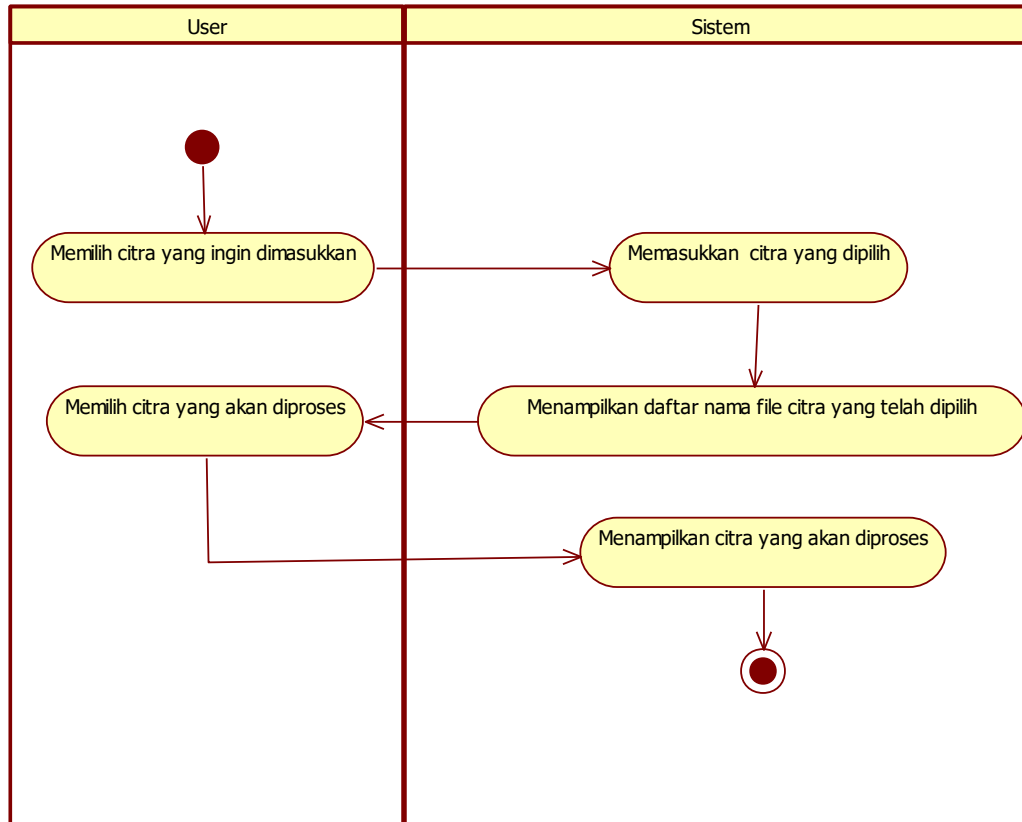 User
Sistem
Memilih citra yang ingin dimasukkan
Memasukkan citra yang dipilih
Memilih citra yang akan diproses
Menampilkan daftar nama file citra yang telah dipilih
Menampilkan citra yang akan diproses